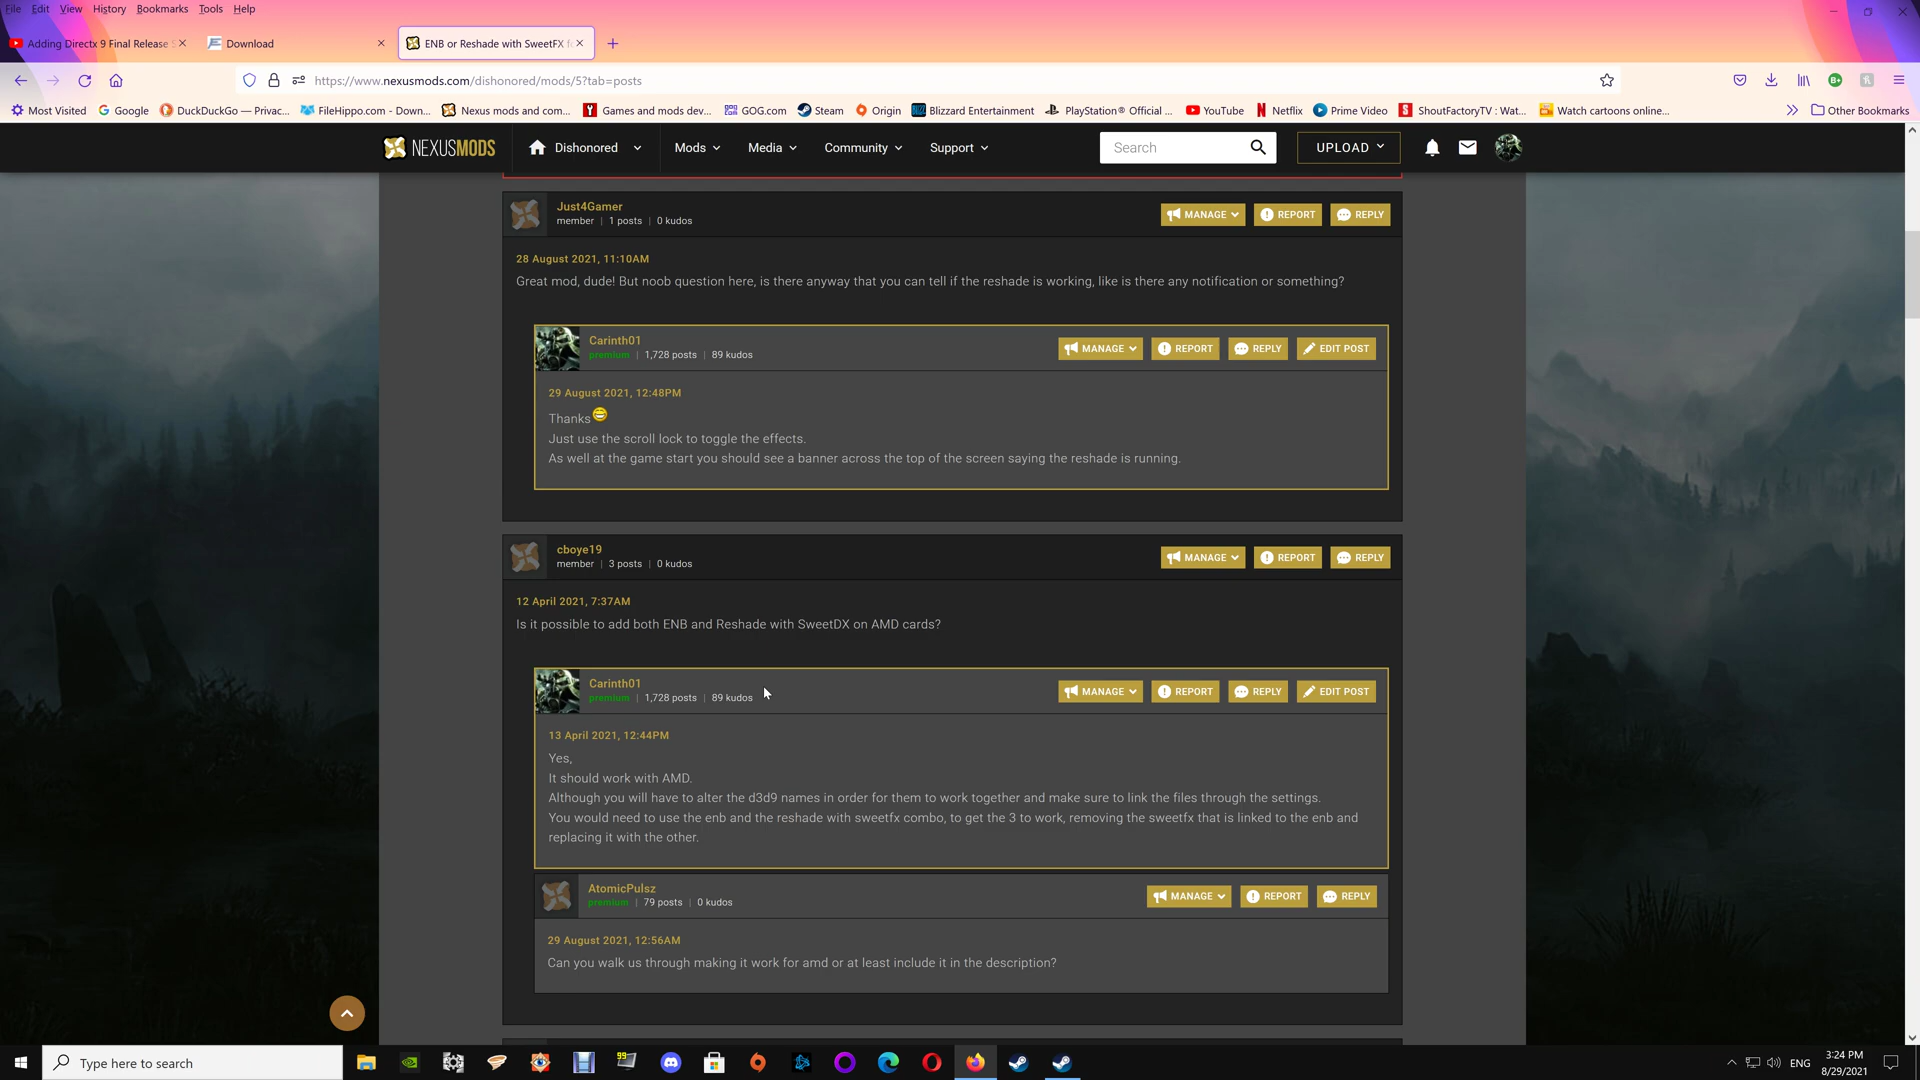 File Edit View History Bookmarks Tools Help
Adding Directx 9 Final Release S
Download
ENB or Reshade with SweetFX f
https://www.nexusmods.com/dishonored/mods/5?tab=posts
Most Visited
Google
DuckDuckGo — Privac...
FileHippo.com - Down...
Nexus mods and com...
Games and mods dev...
GOG.com
Steam
Origin
Blizzard Entertainment
PlayStation® Official ...
YouTube
Netflix
Prime Video
ShoutFactoryTV : Wat...
Watch cartoons online...
Other Bookmarks
NEXUSMODS
Dishonored
Mods
Media
Community
Support
Search
UPLOAD
Just4Gamer
member | 1 posts | 0 kudos
MANAGE
REPORT
REPLY
28 August 2021, 11:10AM
Great mod, dude! But noob question here, is there anyway that you can tell if the reshade is working, like is there any notification or something?
Carinth01
premium | 1,728 posts | 89 kudos
MANAGE
REPORT
REPLY
EDIT POST
29 August 2021, 12:48PM
Thanks
Just use the scroll lock to toggle the effects.
As well at the game start you should see a banner across the top of the screen saying the reshade is running.
cboye19
member | 3 posts | 0 kudos
MANAGE
REPORT
REPLY
12 April 2021, 7:37AM
Is it possible to add both ENB and Reshade with SweetDX on AMD cards?
Carinth01
premium | 1,728 posts | 89 kudos
MANAGE
REPORT
REPLY
EDIT POST
13 April 2021, 12:44PM
Yes,
It should work with AMD.
Although you will have to alter the d3d9 names in order for them to work together and make sure to link the files through the settings.
You would need to use the enb and the reshade with sweetfx combo, to get the 3 to work, removing the sweetfx that is linked to the enb and
replacing it with the other.
AtomicPulsz
premium | 79 posts | 0 kudos
MANAGE
REPORT
REPLY
29 August 2021, 12:56AM
Can you walk us through making it work for amd or at least include it in the description?
Type here to search
99
ENG
3:24 PM
8/29/2021